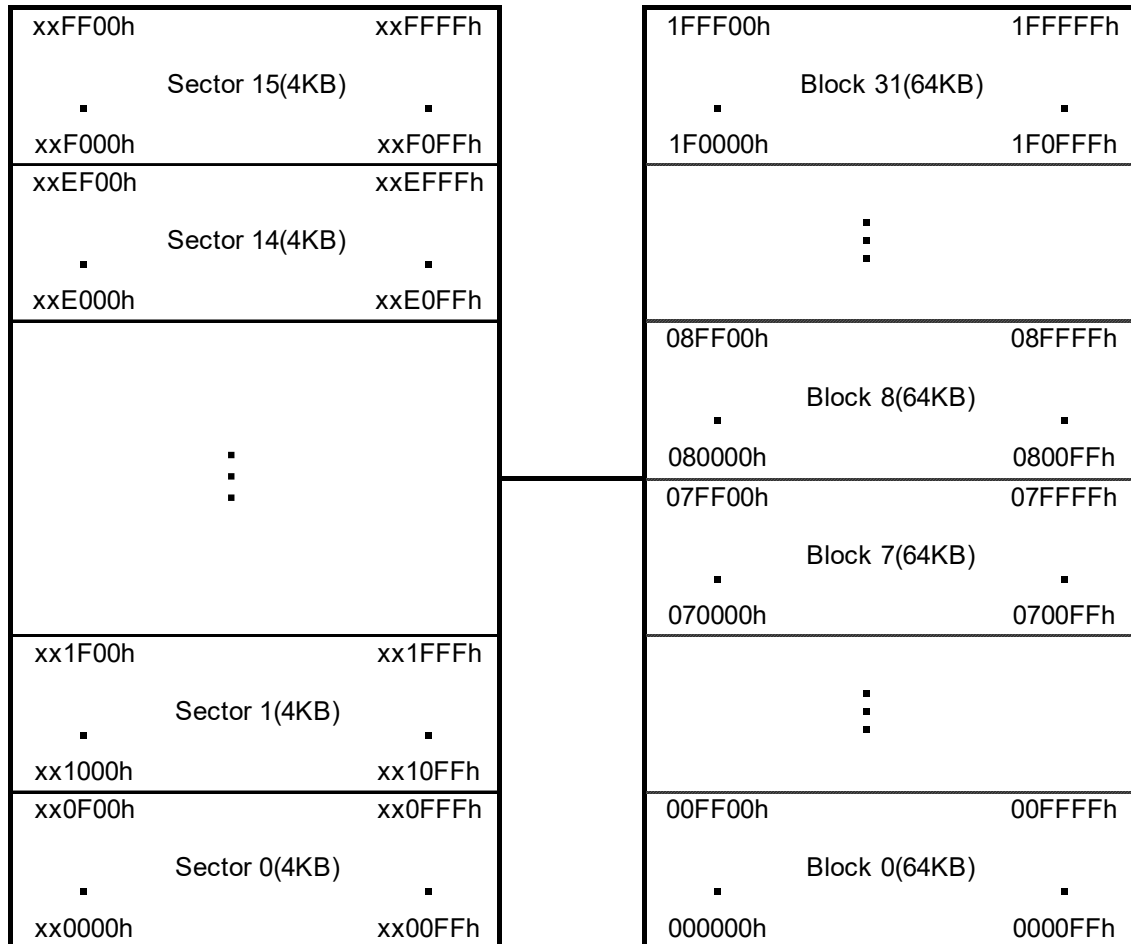 xxFF00h xxFFFFh
Sector 15(4KB)
xxF000h xxF0FFh
xxEF00h xxEFFFh
Sector 14(4KB)
xxE000h xxE0FFh
xx1F00h xx1FFFh
Sector 1(4KB)
xx1000h xx10FFh
xx0F00h xx0FFFh
Sector 0(4KB)
xx0000h xx00FFh
1FFF00h 1FFFFFh
Block 31(64KB)
1F0000h 1F0FFFh
08FF00h 08FFFFh
Block 8(64KB)
080000h 0800FFh
07FF00h 07FFFFh
Block 7(64KB)
070000h 0700FFh
00FF00h 00FFFFh
Block 0(64KB)
000000h 0000FFh